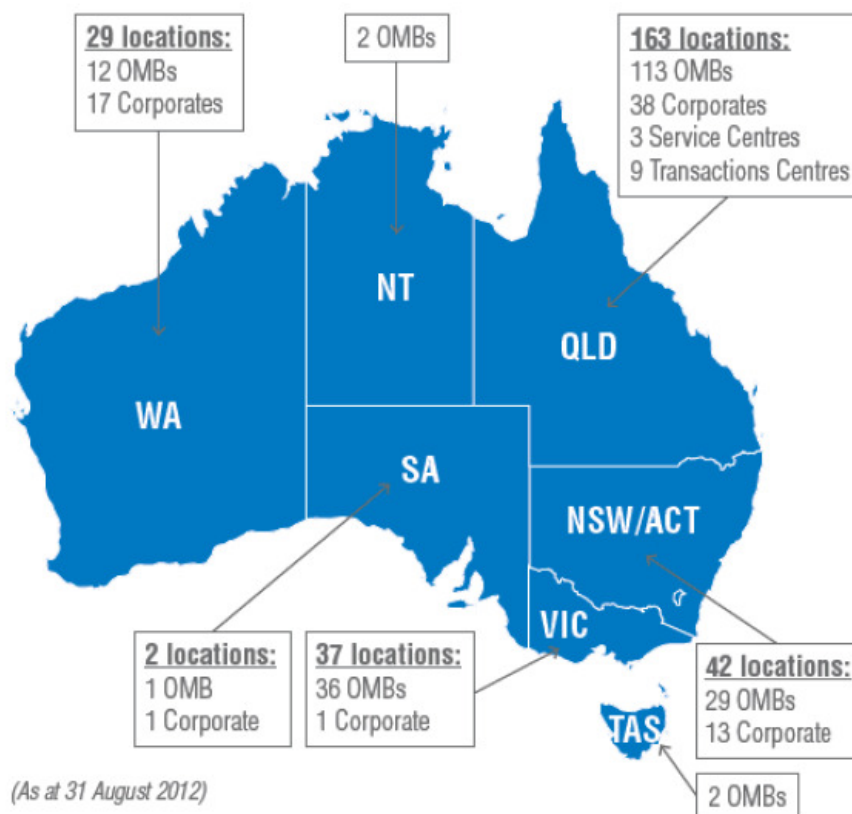 29 locations:
12 OMBs
17 Corporates
2 OMBs
163 locations:
113 OMBs
38 Corporates
3 Service Centres
9 Transactions Centres
NT
QLD
WA
SA
NSW/ACT
VIC
2 locations:
1 OMB
1 Corporate
37 locations:
36 OMBs
1 Corporate
42 locations:
29 OMBs
13 Corporate
TAS
2 OMBs
(As at 31 August 2012)